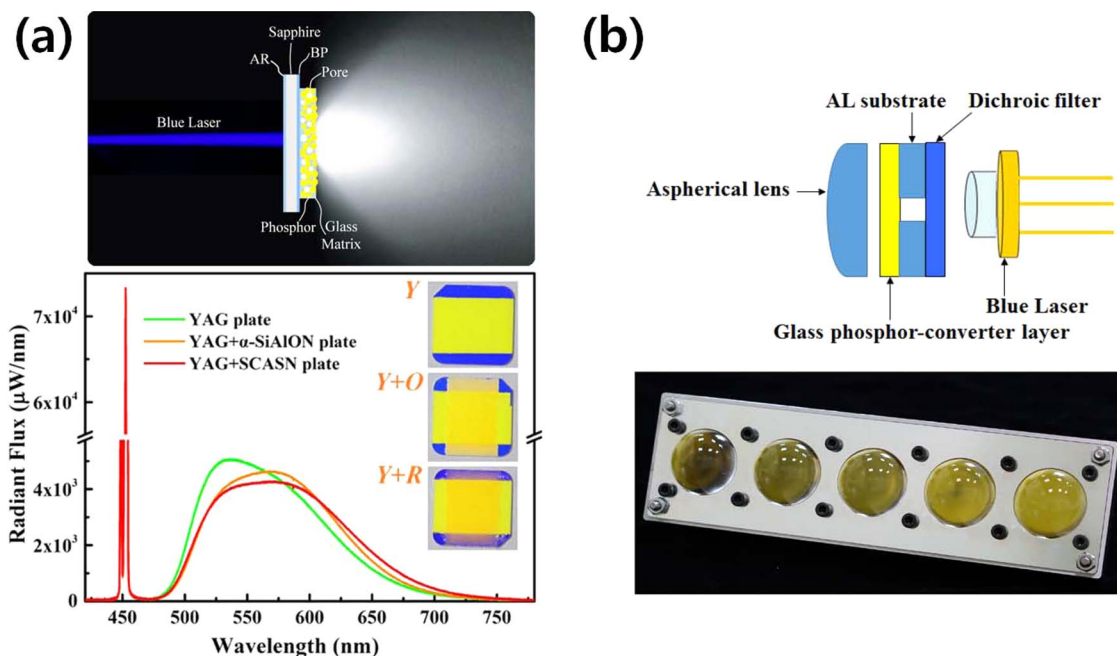 (a)
Sapphire
AR
BP
Pore
Blue Laser
Phosphor
Glass
Matrix
Radiant Flux (μW/nm)
7x10⁴
6x10⁴
4x10³
2x10³
0
YAG plate
YAG+α-SiAlON plate
YAG+SCASN plate
Y
Y+O
Y+R
450 500 550 600 650 700 750
Wavelength (nm)
(b)
AL substrate
Dichroic filter
Aspherical lens
Blue Laser
Glass phosphor-converter layer